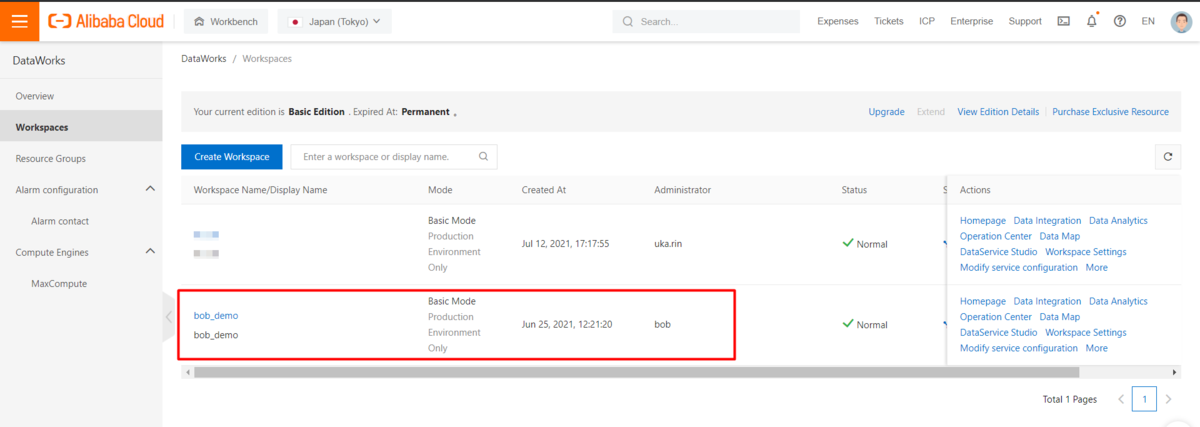 Alibaba Cloud
Workbench
Japan (Tokyo)
Search...
Expenses
Tickets
ICP
Enterprise
Support
EN
DataWorks
Overview
Workspaces
Resource Groups
Alarm configuration
Alarm contact
Compute Engines
MaxCompute
DataWorks / Workspaces
Your current edition is Basic Edition . Expired At: Permanent 。
Upgrade
Extend
View Edition Details
Purchase Exclusive Resource
Create Workspace
Enter a workspace or display name.
Workspace Name/Display Name
Mode
Created At
Administrator
Status
Actions
Basic Mode
Production
Environment
Only
Jul 12, 2021, 17:17:55
uka.rin
Normal
Homepage Data Integration Data Analytics
Operation Center Data Map
DataService Studio Workspace Settings
Modify service configuration More
bob_demo
bob_demo
Basic Mode
Production
Environment
Only
Jun 25, 2021, 12:21:20
bob
Normal
Homepage Data Integration Data Analytics
Operation Center Data Map
DataService Studio Workspace Settings
Modify service configuration More
Total 1 Pages
1